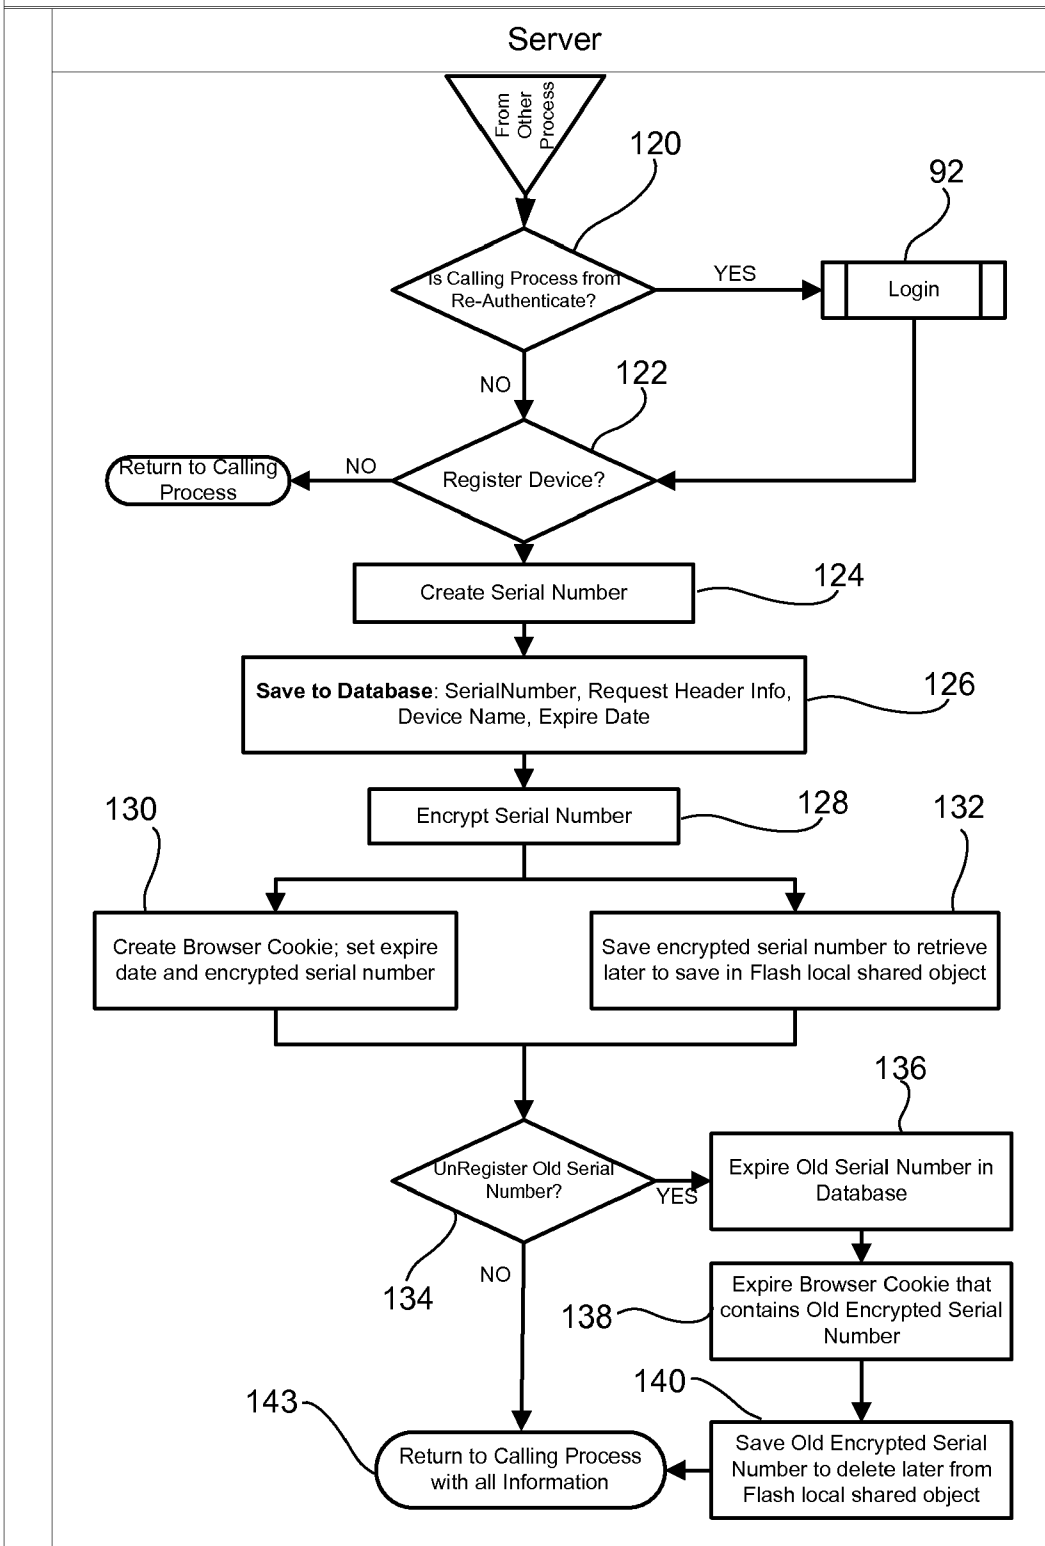 Server
From
Other
Process
120
92
Is Calling Process from
Re-Authenticate?
YES
Login
NO
122
Return to Calling
Process
NO
Register Device?
Create Serial Number
124
Save to Database: SerialNumber, Request Header Info,
Device Name, Expire Date
126
Encrypt Serial Number
128
130
132
Create Browser Cookie; set expire
date and encrypted serial number
Save encrypted serial number to retrieve
later to save in Flash local shared object
136
UnRegister Old Serial
Number?
YES
Expire Old Serial Number in
Database
134
NO
138
Expire Browser Cookie that
contains Old Encrypted Serial
Number
140
143
Return to Calling Process
with all Information
Save Old Encrypted Serial
Number to delete later from
Flash local shared object